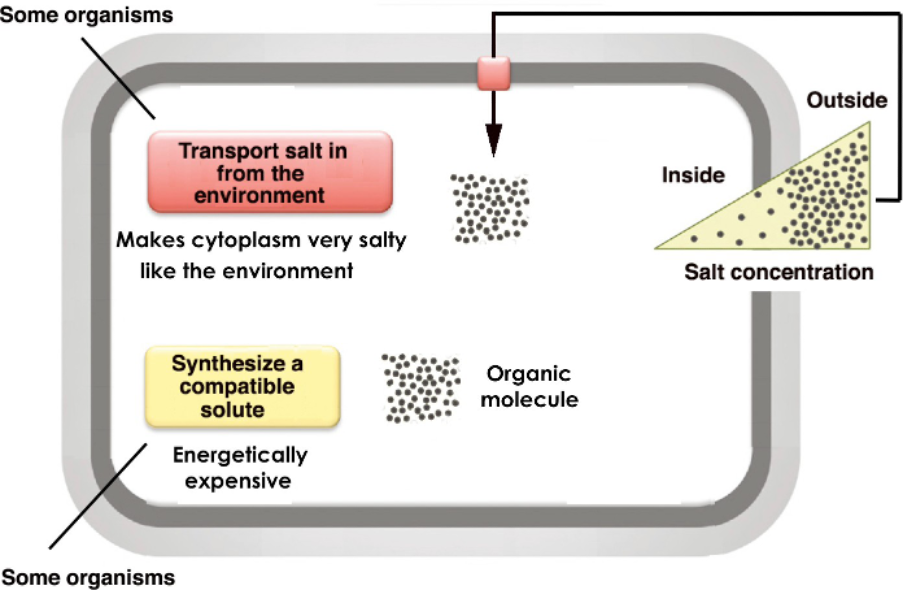 Some organisms
Outside
Transport salt in
from the
environment
Inside
Makes cytoplasm very salty
like the environment
Salt concentration
Synthesize a
compatible
solute
Organic
molecule
Energetically
expensive
Some organisms